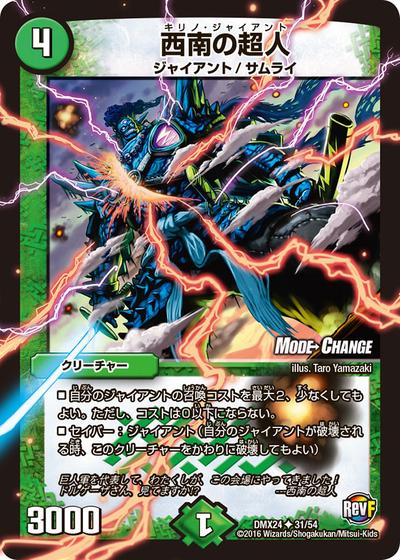 4
キリノ・ジャイアント
西南の超人
ジャイアント / サムライ
MODE CHANGE
illus. Taro Yamazaki
クリーチャー
■ 自分のジャイアントの召喚コストを最大2、少なくしても
よい。ただし、コストは0以下にならない。
■ セイバー：ジャイアント（自分のジャイアントが破壊され
る時、このクリーチャーをかわりに破壊してもよい）
巨人軍を代表して、わたくしが、この会場にやってきました！
ドルゲーザさん、見てますか!?　---西南の超人
3000
1
DMX24 31/54
©2016 Wizards/Shogakukan/Mitsui-Kids
RevF